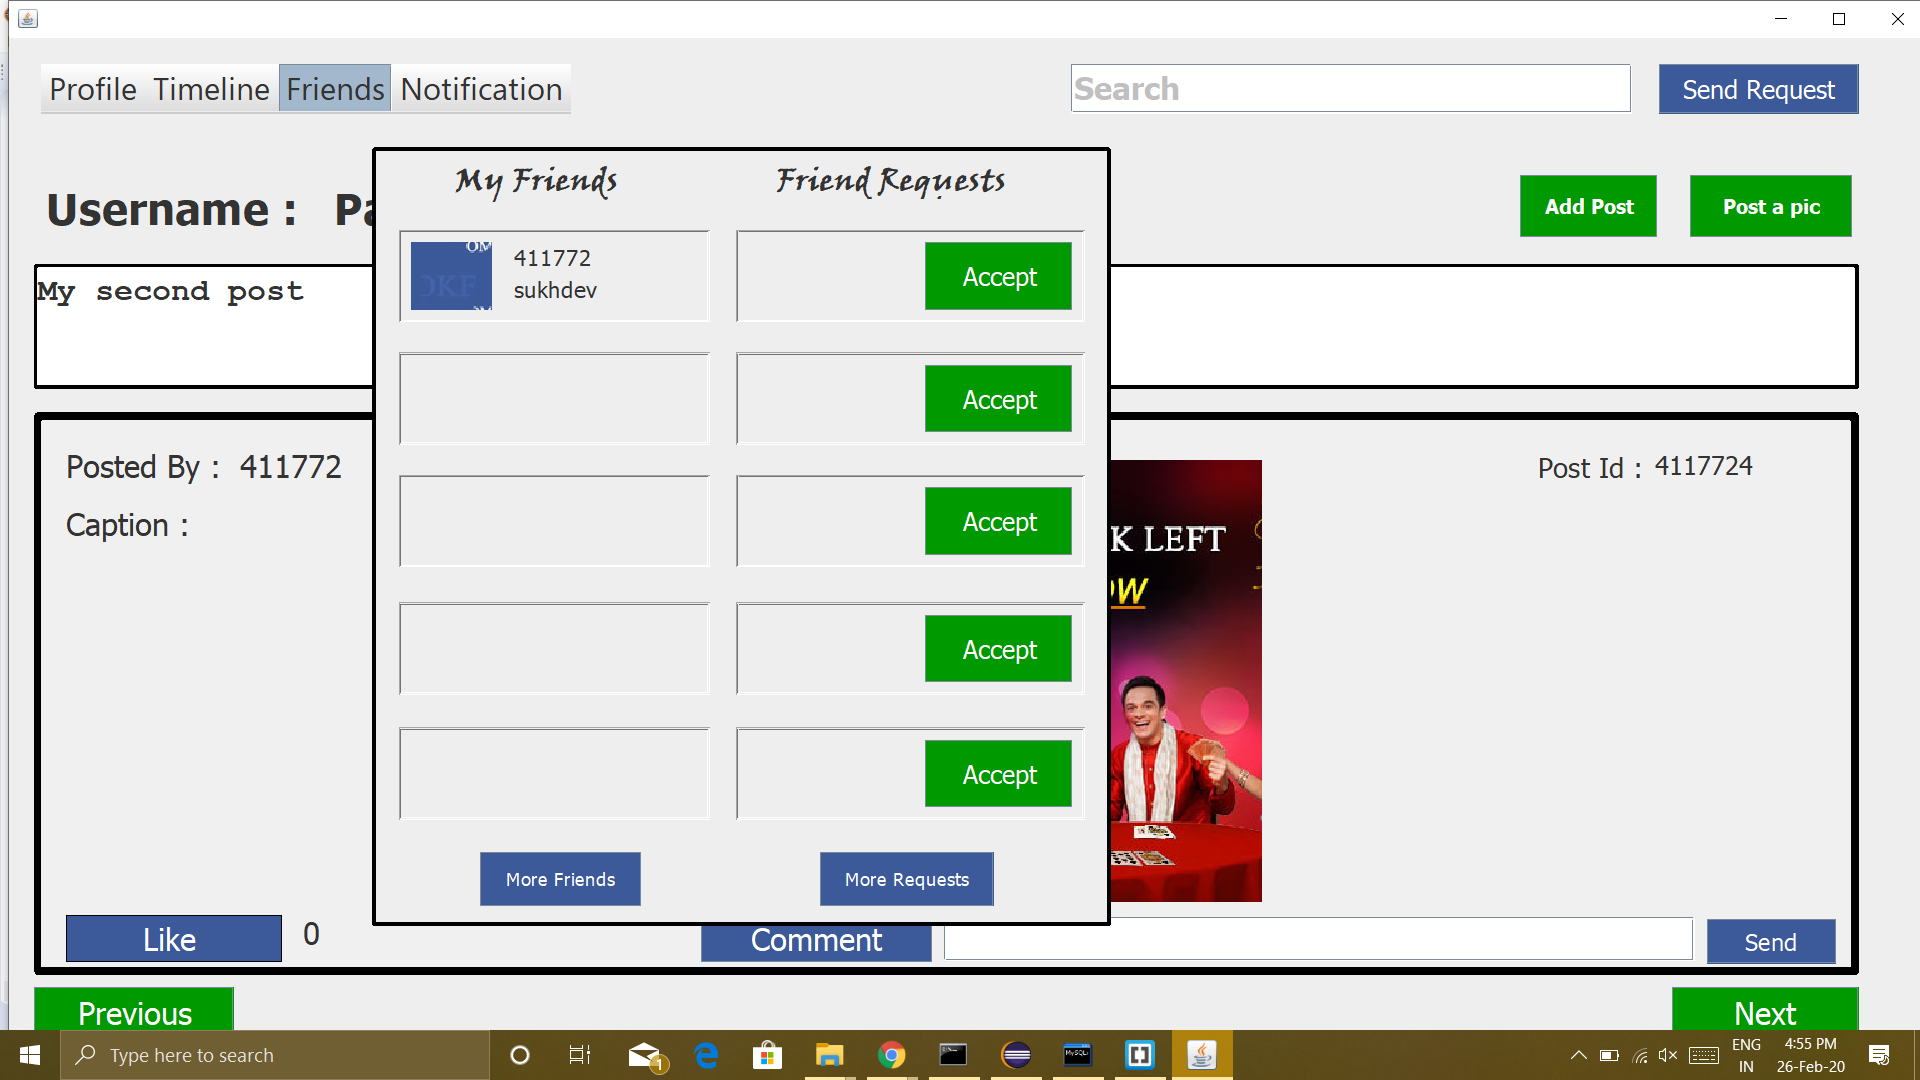 Profile Timeline Friends Notification
Search
Send Request
My Friends
Friend Requests
Username : Pa
Add Post
Post a pic
411772
sukhdev
Accept
My second post
Accept
Posted By : 411772
Post Id : 4117724
Caption :
Accept
K LEFT
OW
Accept
Accept
More Friends
More Requests
Like
0
Comment
Send
Previous
Next
Type here to search
1
MySQL
ENG
IN
4:55 PM
26-Feb-20